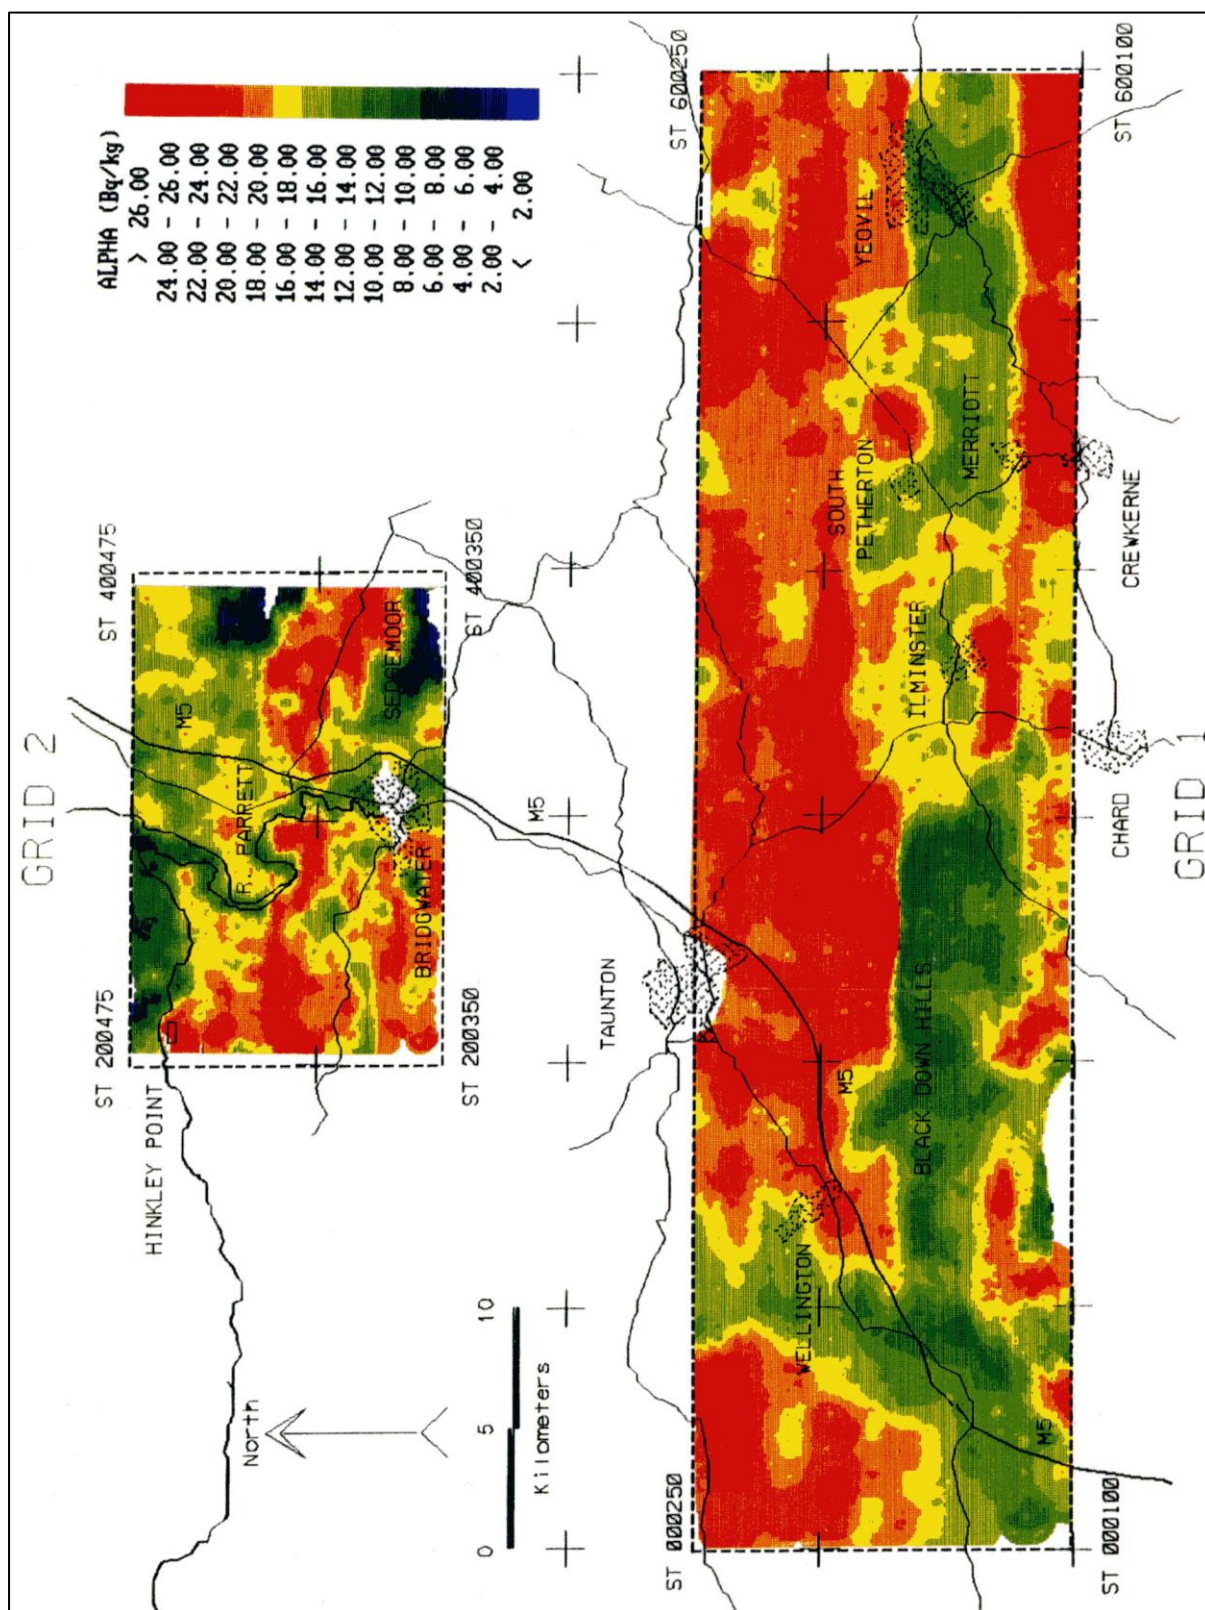 GRID 2
ST 200475
ST 400475
ALPHA (Bq/kg)
> 26.00
24.00 - 26.00
22.00 - 24.00
20.00 - 22.00
18.00 - 20.00
16.00 - 18.00
14.00 - 16.00
12.00 - 14.00
10.00 - 12.00
8.00 - 10.00
6.00 - 8.00
4.00 - 6.00
2.00 - 4.00
< 2.00
HINKLEY POINT
M5
R. PARRETT
North
SEDGEMOOR
BRIDGWATER
ST 200350
ST 400350
0 5 10
Kilometers
M5
TAUNTON
ST 000250
ST 600250
WELLINGTON
M5
SOUTH
PETHERTON
YEOVIL
BLACK DOWN HILLS
ILMINSTER
MERRIOTT
M5
ST 000100
CHARD
CREWKERNE
ST 600100
GRID 1